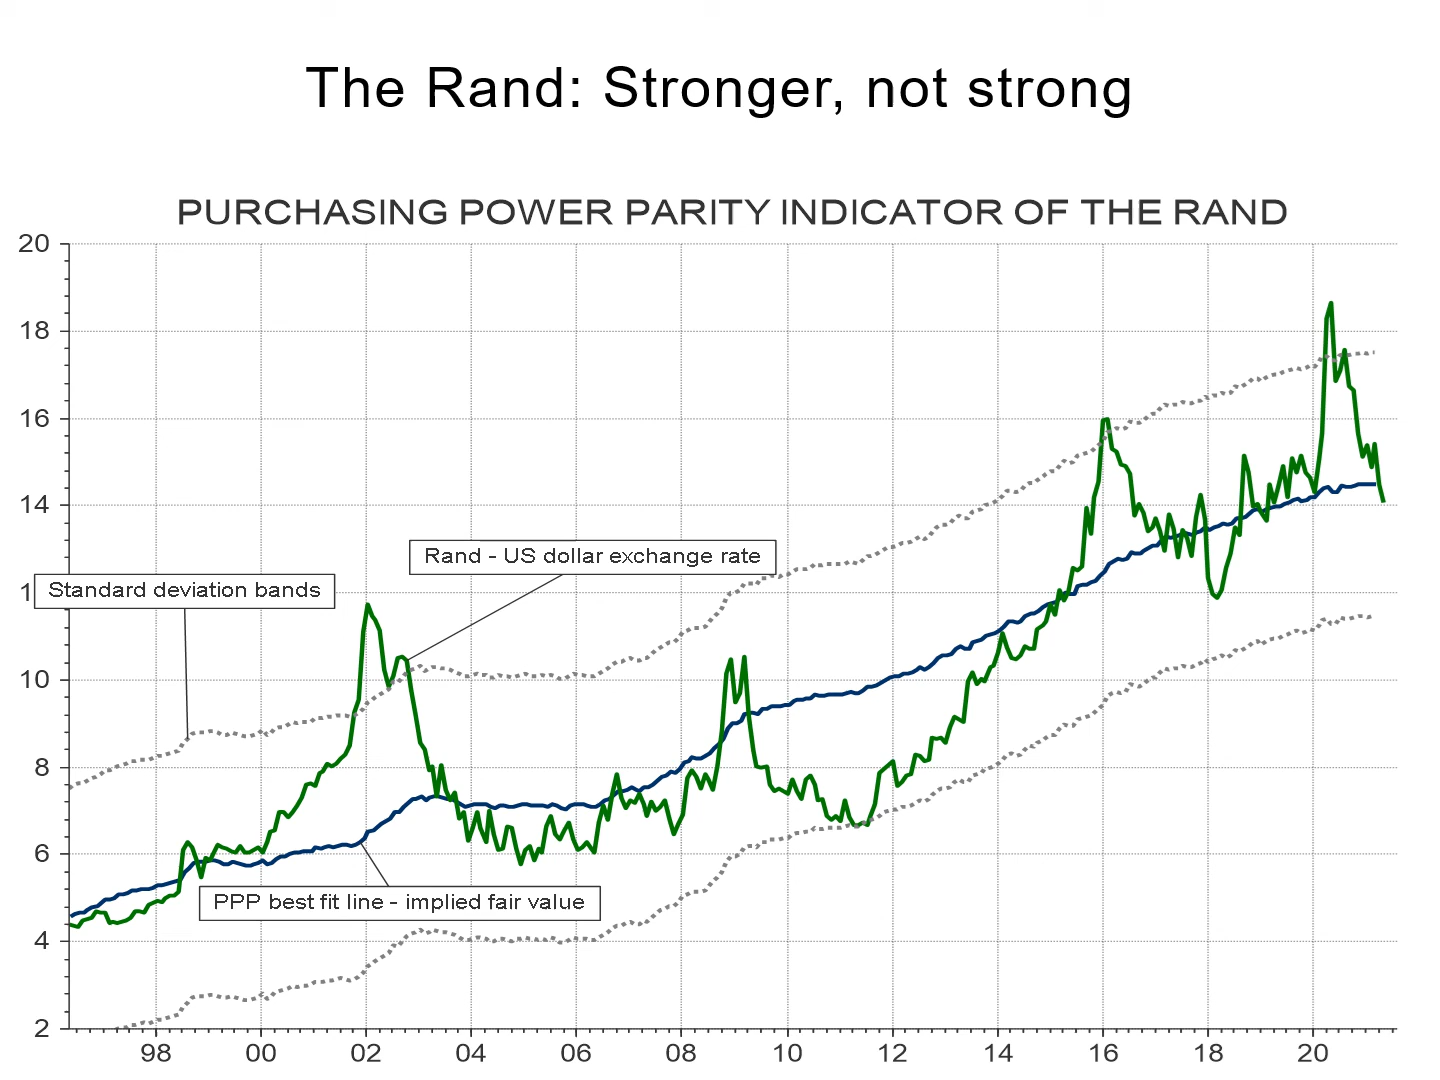 The Rand: Stronger, not strong
PURCHASING POWER PARITY INDICATOR OF THE RAND
20
18
16
14
Rand - US dollar exchange rate
1
Standard deviation bands
10
8
6
PPP best fit line - implied fair value
4
2
98 00 02 04 06 08 10 12 14 16 18 20